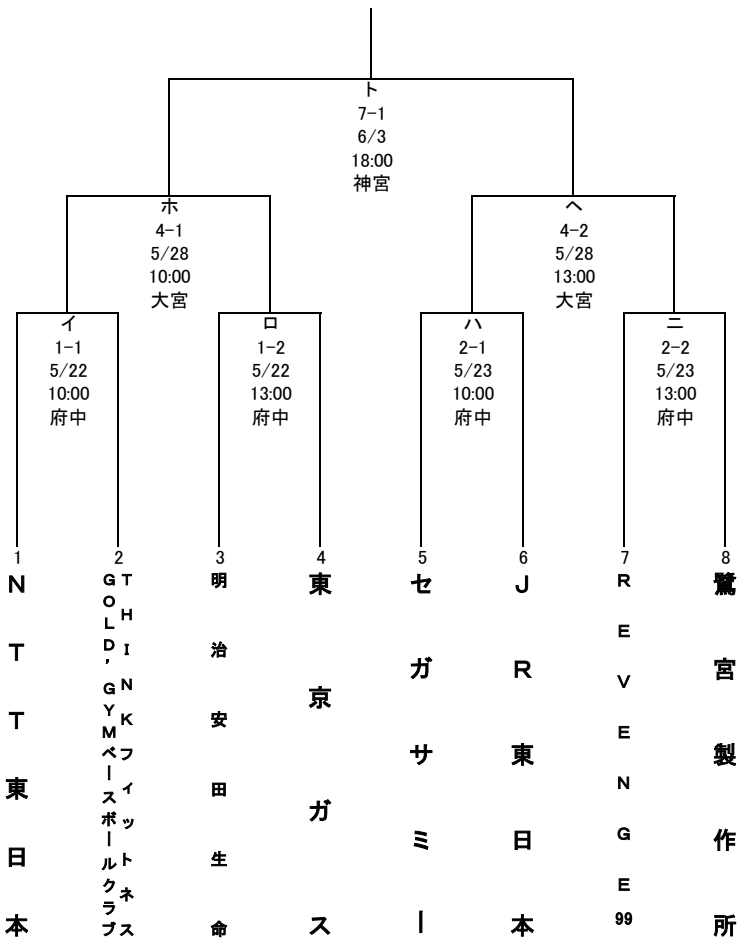 ト
7-1
6/3
18:00
神宮
ホ
4-1
5/28
10:00
大宮
ヘ
4-2
5/28
13:00
大宮
イ
1-1
5/22
10:00
府中
ロ
1-2
5/22
13:00
府中
ハ
2-1
5/23
10:00
府中
ニ
2-2
5/23
13:00
府中
1
NTT東日本
2
THINKフィットネス
GOLD'GYMベースボールクラブ
3
明治安田生命
4
東京ガス
5
セガサミー
6
JR東日本
7
REVENGE99
8
鷺宮製作所